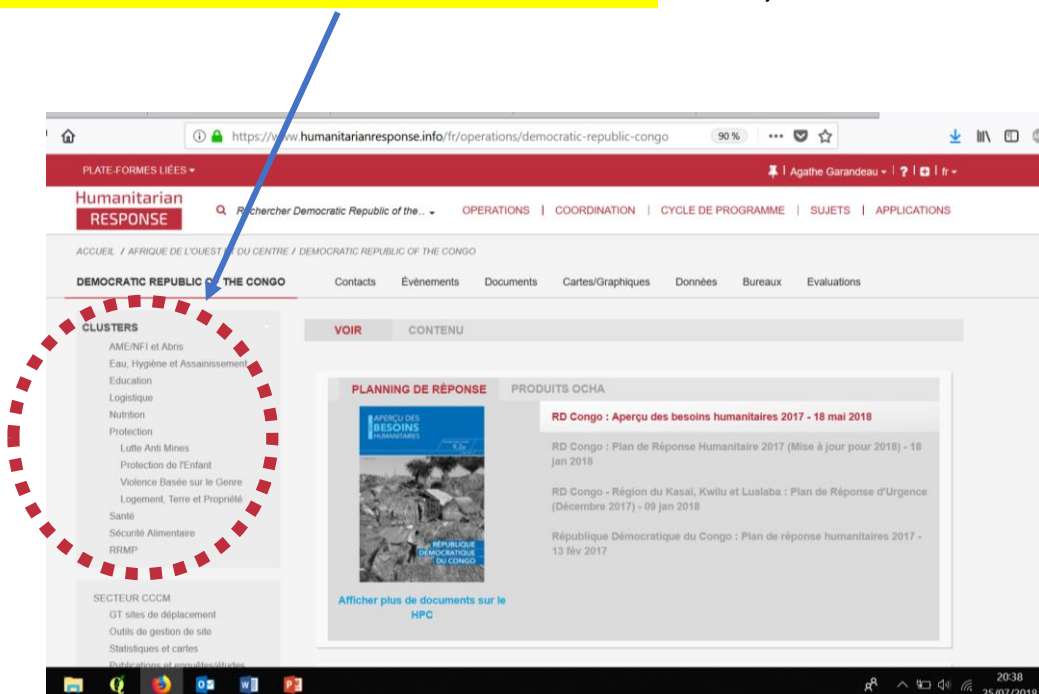 https://www.humanitarianresponse.info/fr/operations/democratic-republic-congo 90 %
PLATE-FORMES LIÉES
Agathe Garandeau
?
fr
Humanitarian
RESPONSE
Rechercher Democratic Republic of the..
OPERATIONS | COORDINATION | CYCLE DE PROGRAMME | SUJETS | APPLICATIONS
ACCUEIL / AFRIQUE DE L'OUEST ET DU CENTRE / DEMOCRATIC REPUBLIC OF THE CONGO
DEMOCRATIC REPUBLIC OF THE CONGO Contacts Évènements Documents Cartes/Graphiques Données Bureaux Evaluations
CLUSTERS
AME/NFI et Abris
Eau, Hygiène et Assainissement
Education
Logistique
Nutrition
Protection
Lutte Anti Mines
Protection de l'Enfant
Violence Basée sur le Genre
Logement, Terre et Propriété
Santé
Sécurité Alimentaire
RRMP
SECTEUR CCCM
GT sites de déplacement
Outils de gestion de site
Statistiques et cartes
Publications et enquêtes/études
VOIR CONTENU
PLANNING DE RÉPONSE PRODUITS OCHA
APERÇU DES
BESOINS
HUMANITAIRES
RÉPUBLIQUE
DÉMOCRATIQUE
DU CONGO
Afficher plus de documents sur le
HPC
RD Congo : Aperçu des besoins humanitaires 2017 - 18 mai 2018
RD Congo : Plan de Réponse Humanitaire 2017 (Mise à jour pour 2018) - 18
jan 2018
RD Congo - Région du Kasaï, Kwilu et Lualaba : Plan de Réponse d'Urgence
(Décembre 2017) - 09 jan 2018
République Démocratique du Congo : Plan de réponse humanitaires 2017 -
13 fév 2017
20:38
25/07/2018